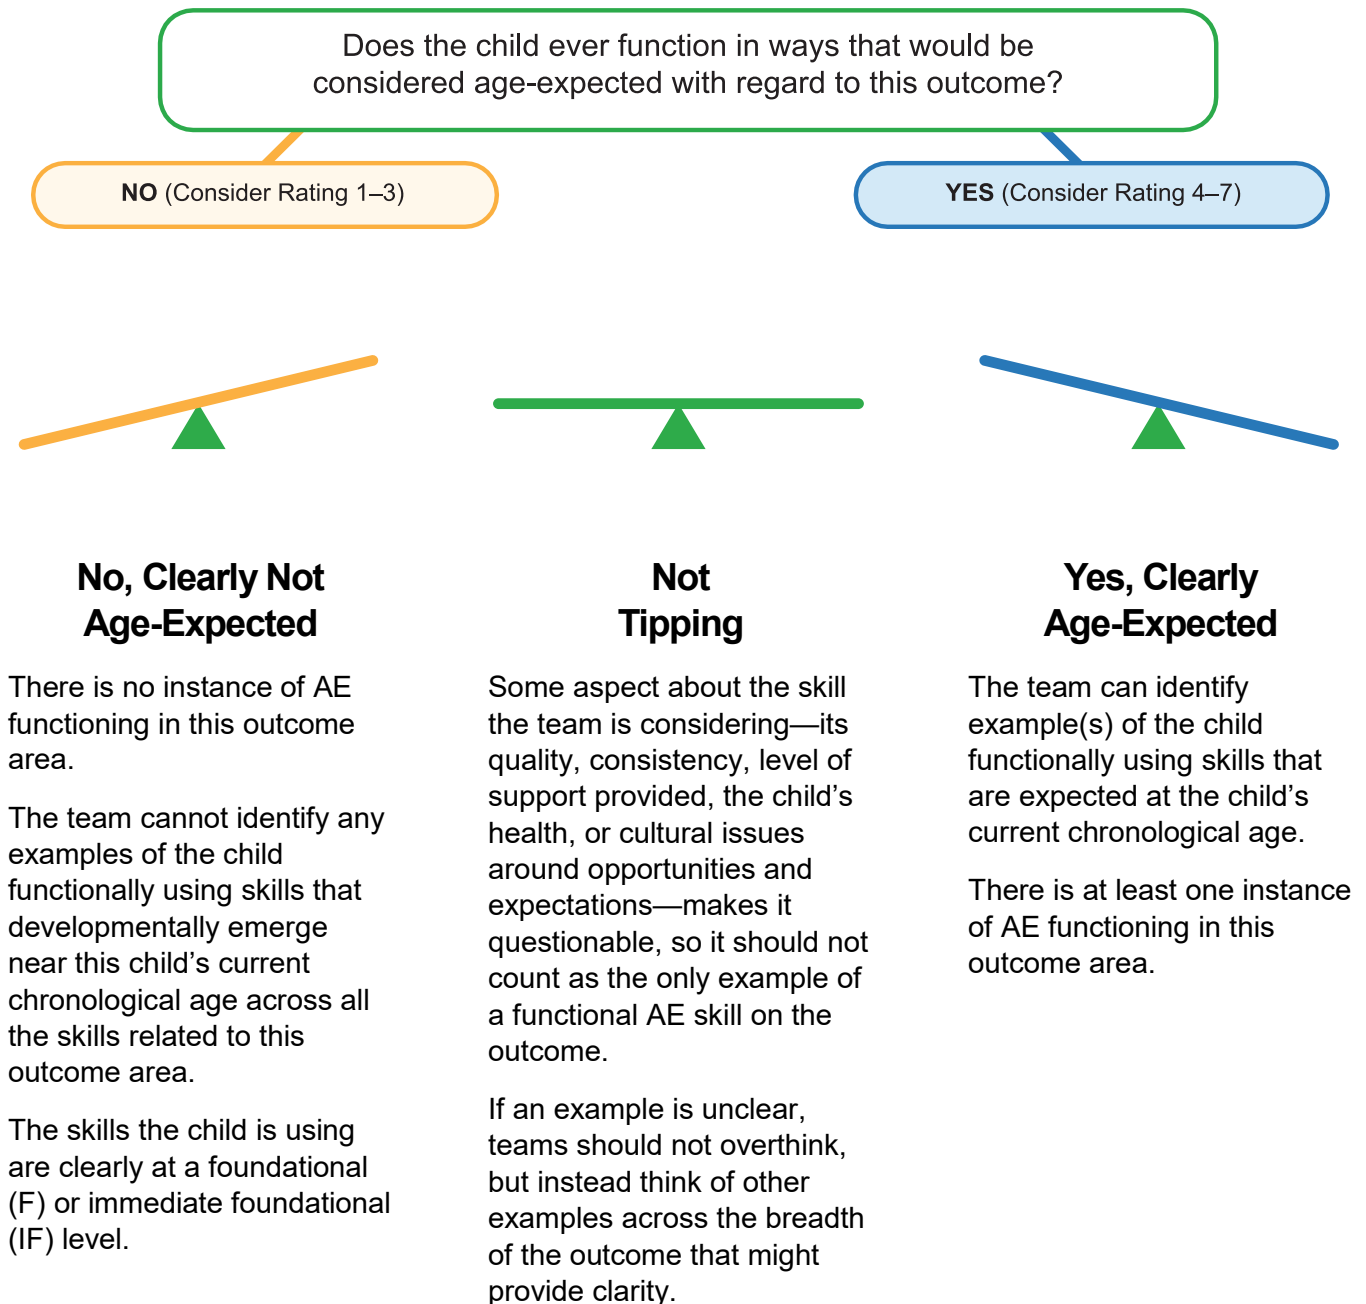 Does the child ever function in ways that would be
considered age-expected with regard to this outcome?
NO (Consider Rating 1–3)
YES (Consider Rating 4–7)
No, Clearly Not
Age-Expected
There is no instance of AE
functioning in this outcome
area.
The team cannot identify any
examples of the child
functionally using skills that
developmentally emerge
near this child’s current
chronological age across all
the skills related to this
outcome area.
The skills the child is using
are clearly at a foundational
(F) or immediate foundational
(IF) level.
Not
Tipping
Some aspect about the skill
the team is considering—its
quality, consistency, level of
support provided, the child’s
health, or cultural issues
around opportunities and
expectations—makes it
questionable, so it should not
count as the only example of
a functional AE skill on the
outcome.
If an example is unclear,
teams should not overthink,
but instead think of other
examples across the breadth
of the outcome that might
provide clarity.
Yes, Clearly
Age-Expected
The team can identify
example(s) of the child
functionally using skills that
are expected at the child’s
current chronological age.
There is at least one instance
of AE functioning in this
outcome area.